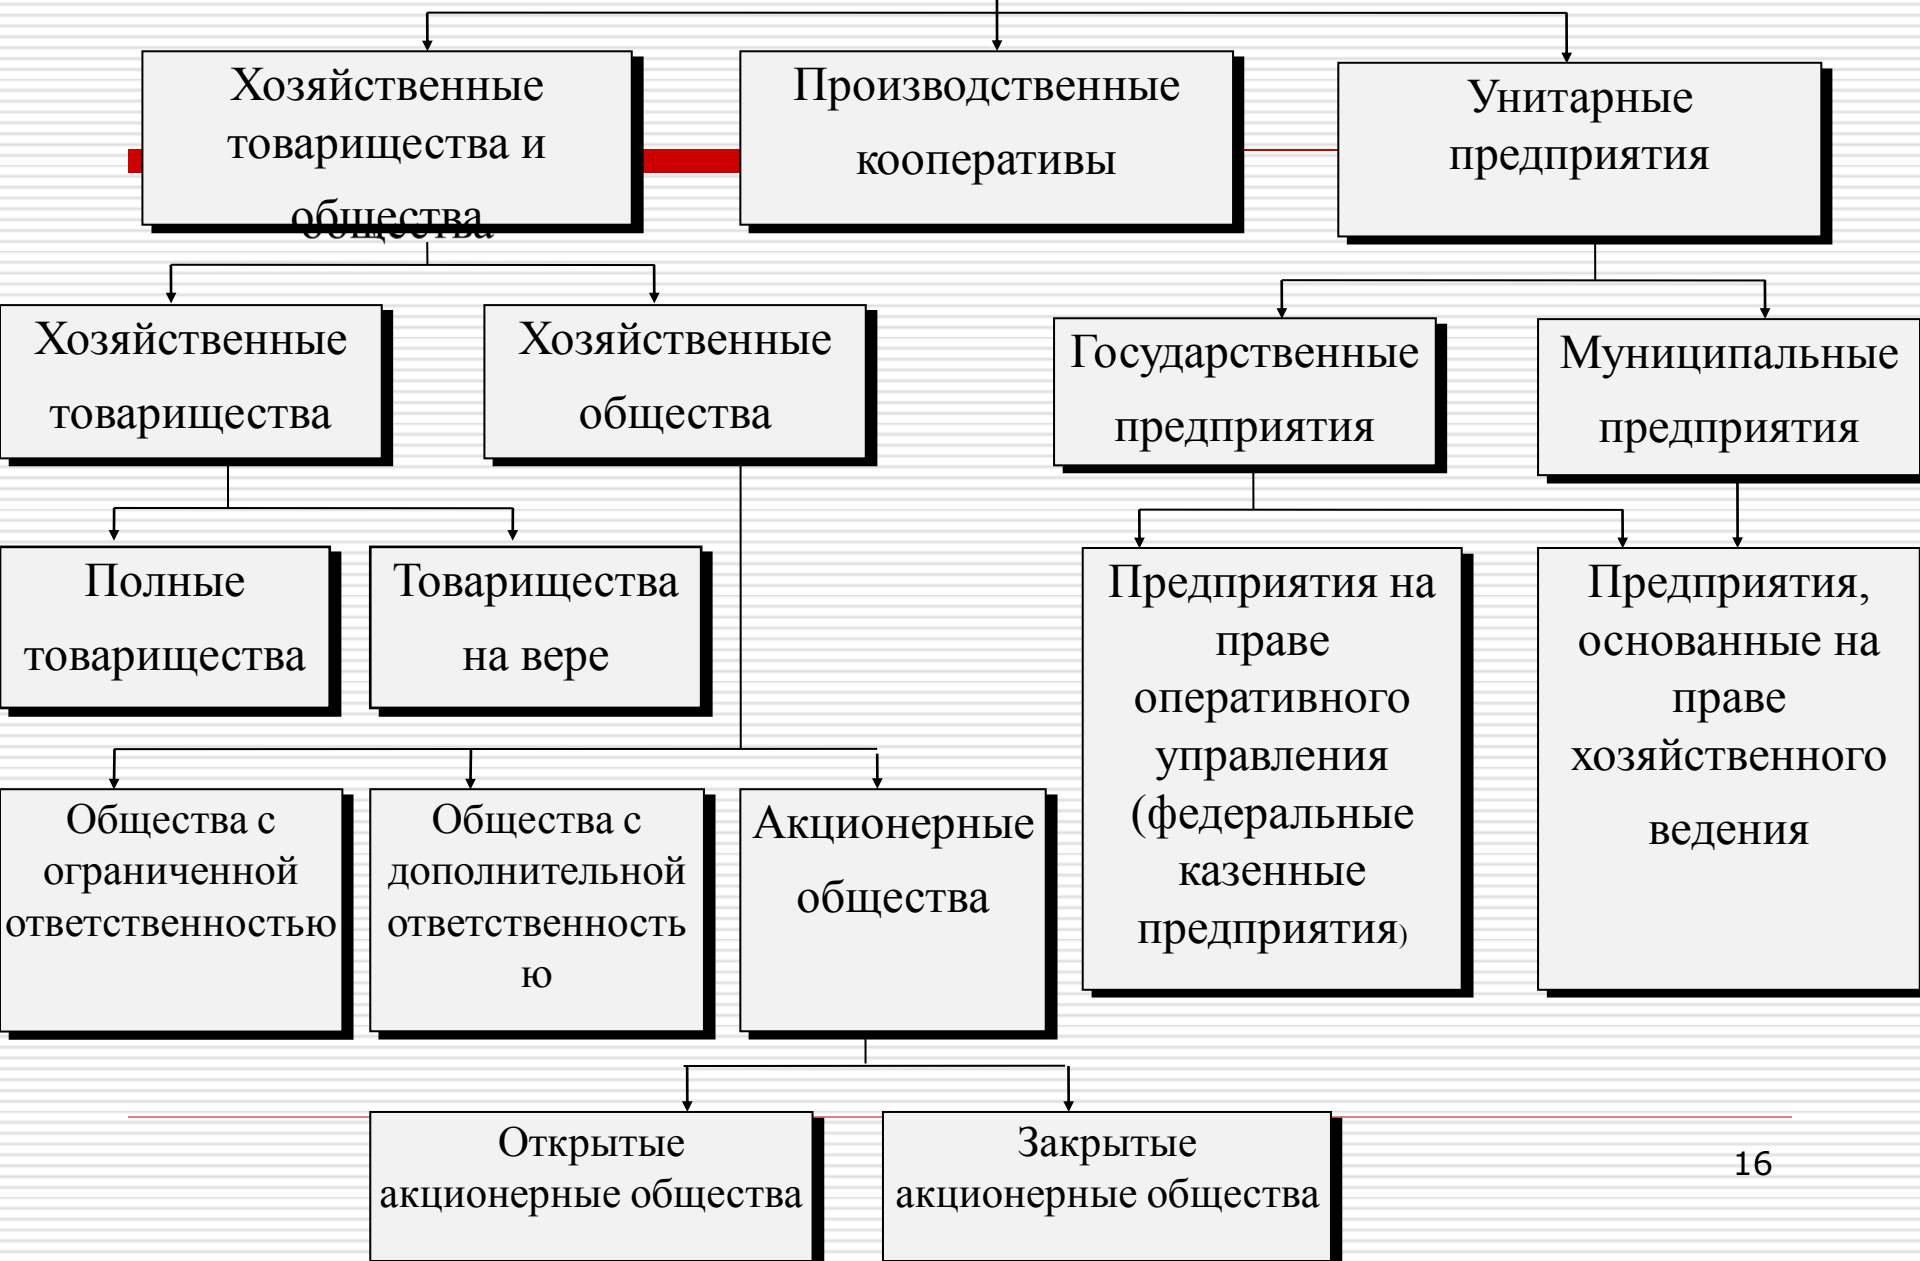 Хозяйственные
товарищества и
общества
Производственные
кооперативы
Унитарные
предприятия
Хозяйственные
товарищества
Хозяйственные
общества
Государственные
предприятия
Муниципальные
предприятия
Полные
товарищества
Товарищества
на вере
Предприятия на
праве
оперативного
управления
(федеральные
казенные
предприятия)
Предприятия,
основанные на
праве
хозяйственного
ведения
Общества с
ограниченной
ответственностью
Общества с
дополнительной
ответственность
ю
Акционерные
общества
Открытые
акционерные общества
Закрытые
акционерные общества
16